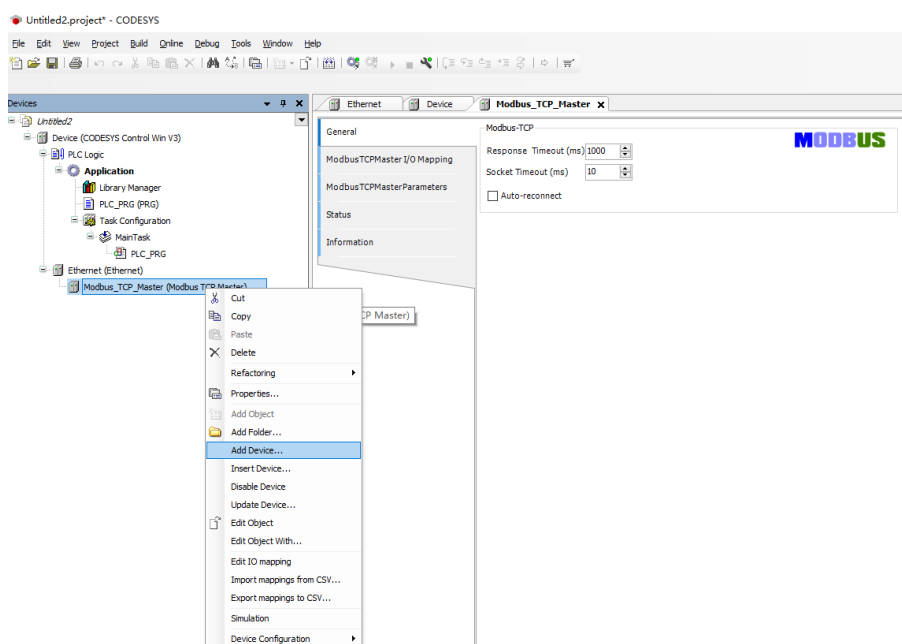 Untitled2.project* - CODESYS
File Edit View Project Build Online Debug Tools Window Help
Devices
Untitled2
Device (CODESYS Control Win V3)
PLC Logic
Application
Library Manager
PLC_PRG (PRG)
Task Configuration
MainTask
PLC_PRG
Ethernet (Ethernet)
Modbus_TCP_Master (Modbus TCP Master)
Cut
Copy
Paste
Delete
Refactoring
Properties...
Add Object
Add Folder...
Add Device...
Insert Device...
Disable Device
Update Device...
Edit Object
Edit Object With...
Edit IO mapping
Import mappings from CSV...
Export mappings to CSV...
Simulation
Device Configuration
CP Master)
Ethernet Device Modbus_TCP_Master
General
ModbusTCPMaster I/O Mapping
ModbusTCPMasterParameters
Status
Information
Modbus-TCP
Response Timeout (ms) 1000
Socket Timeout (ms) 10
Auto-reconnect
MODBUS